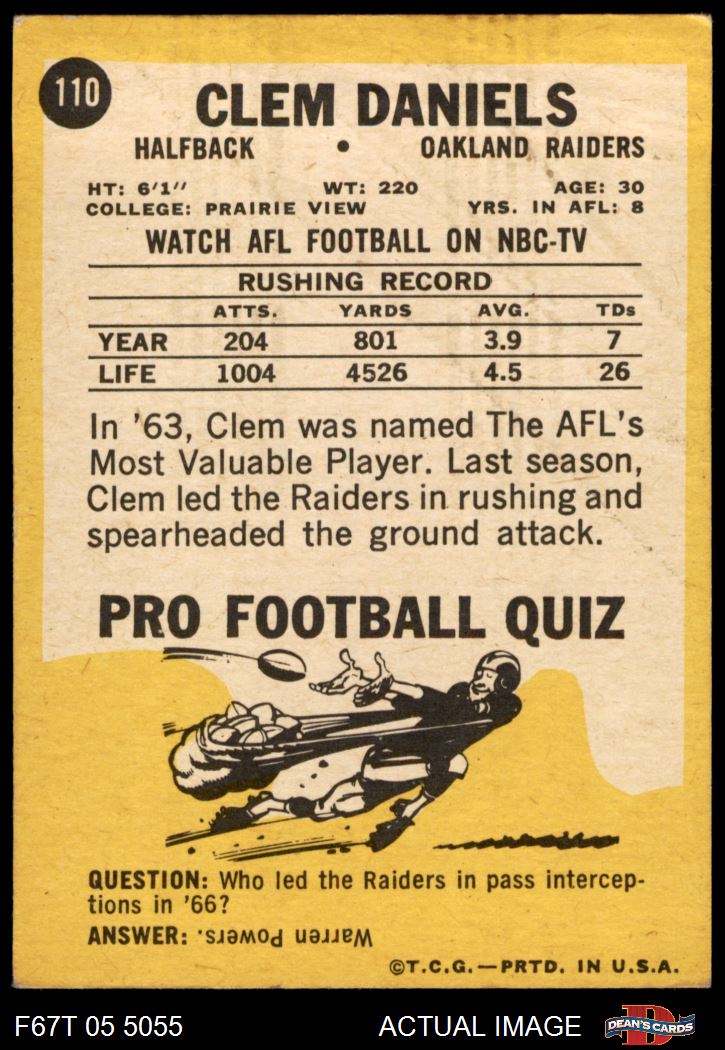 110
CLEM DANIELS
HALFBACK • OAKLAND RAIDERS
HT: 6'1" WT: 220 AGE: 30
COLLEGE: PRAIRIE VIEW YRS. IN AFL: 8
WATCH AFL FOOTBALL ON NBC-TV
RUSHING RECORD
ATTS. YARDS AVG. TDs
YEAR 204 801 3.9 7
LIFE 1004 4526 4.5 26
In '63, Clem was named The AFL's
Most Valuable Player. Last season,
Clem led the Raiders in rushing and
spearheaded the ground attack.
PRO FOOTBALL QUIZ
QUESTION: Who led the Raiders in pass intercep-
tions in '66?
ANSWER: Warren Powers.
©T.C.G.—PRTD. IN U.S.A.
F67T 05 5055 ACTUAL IMAGE D DEAN'S CARDS